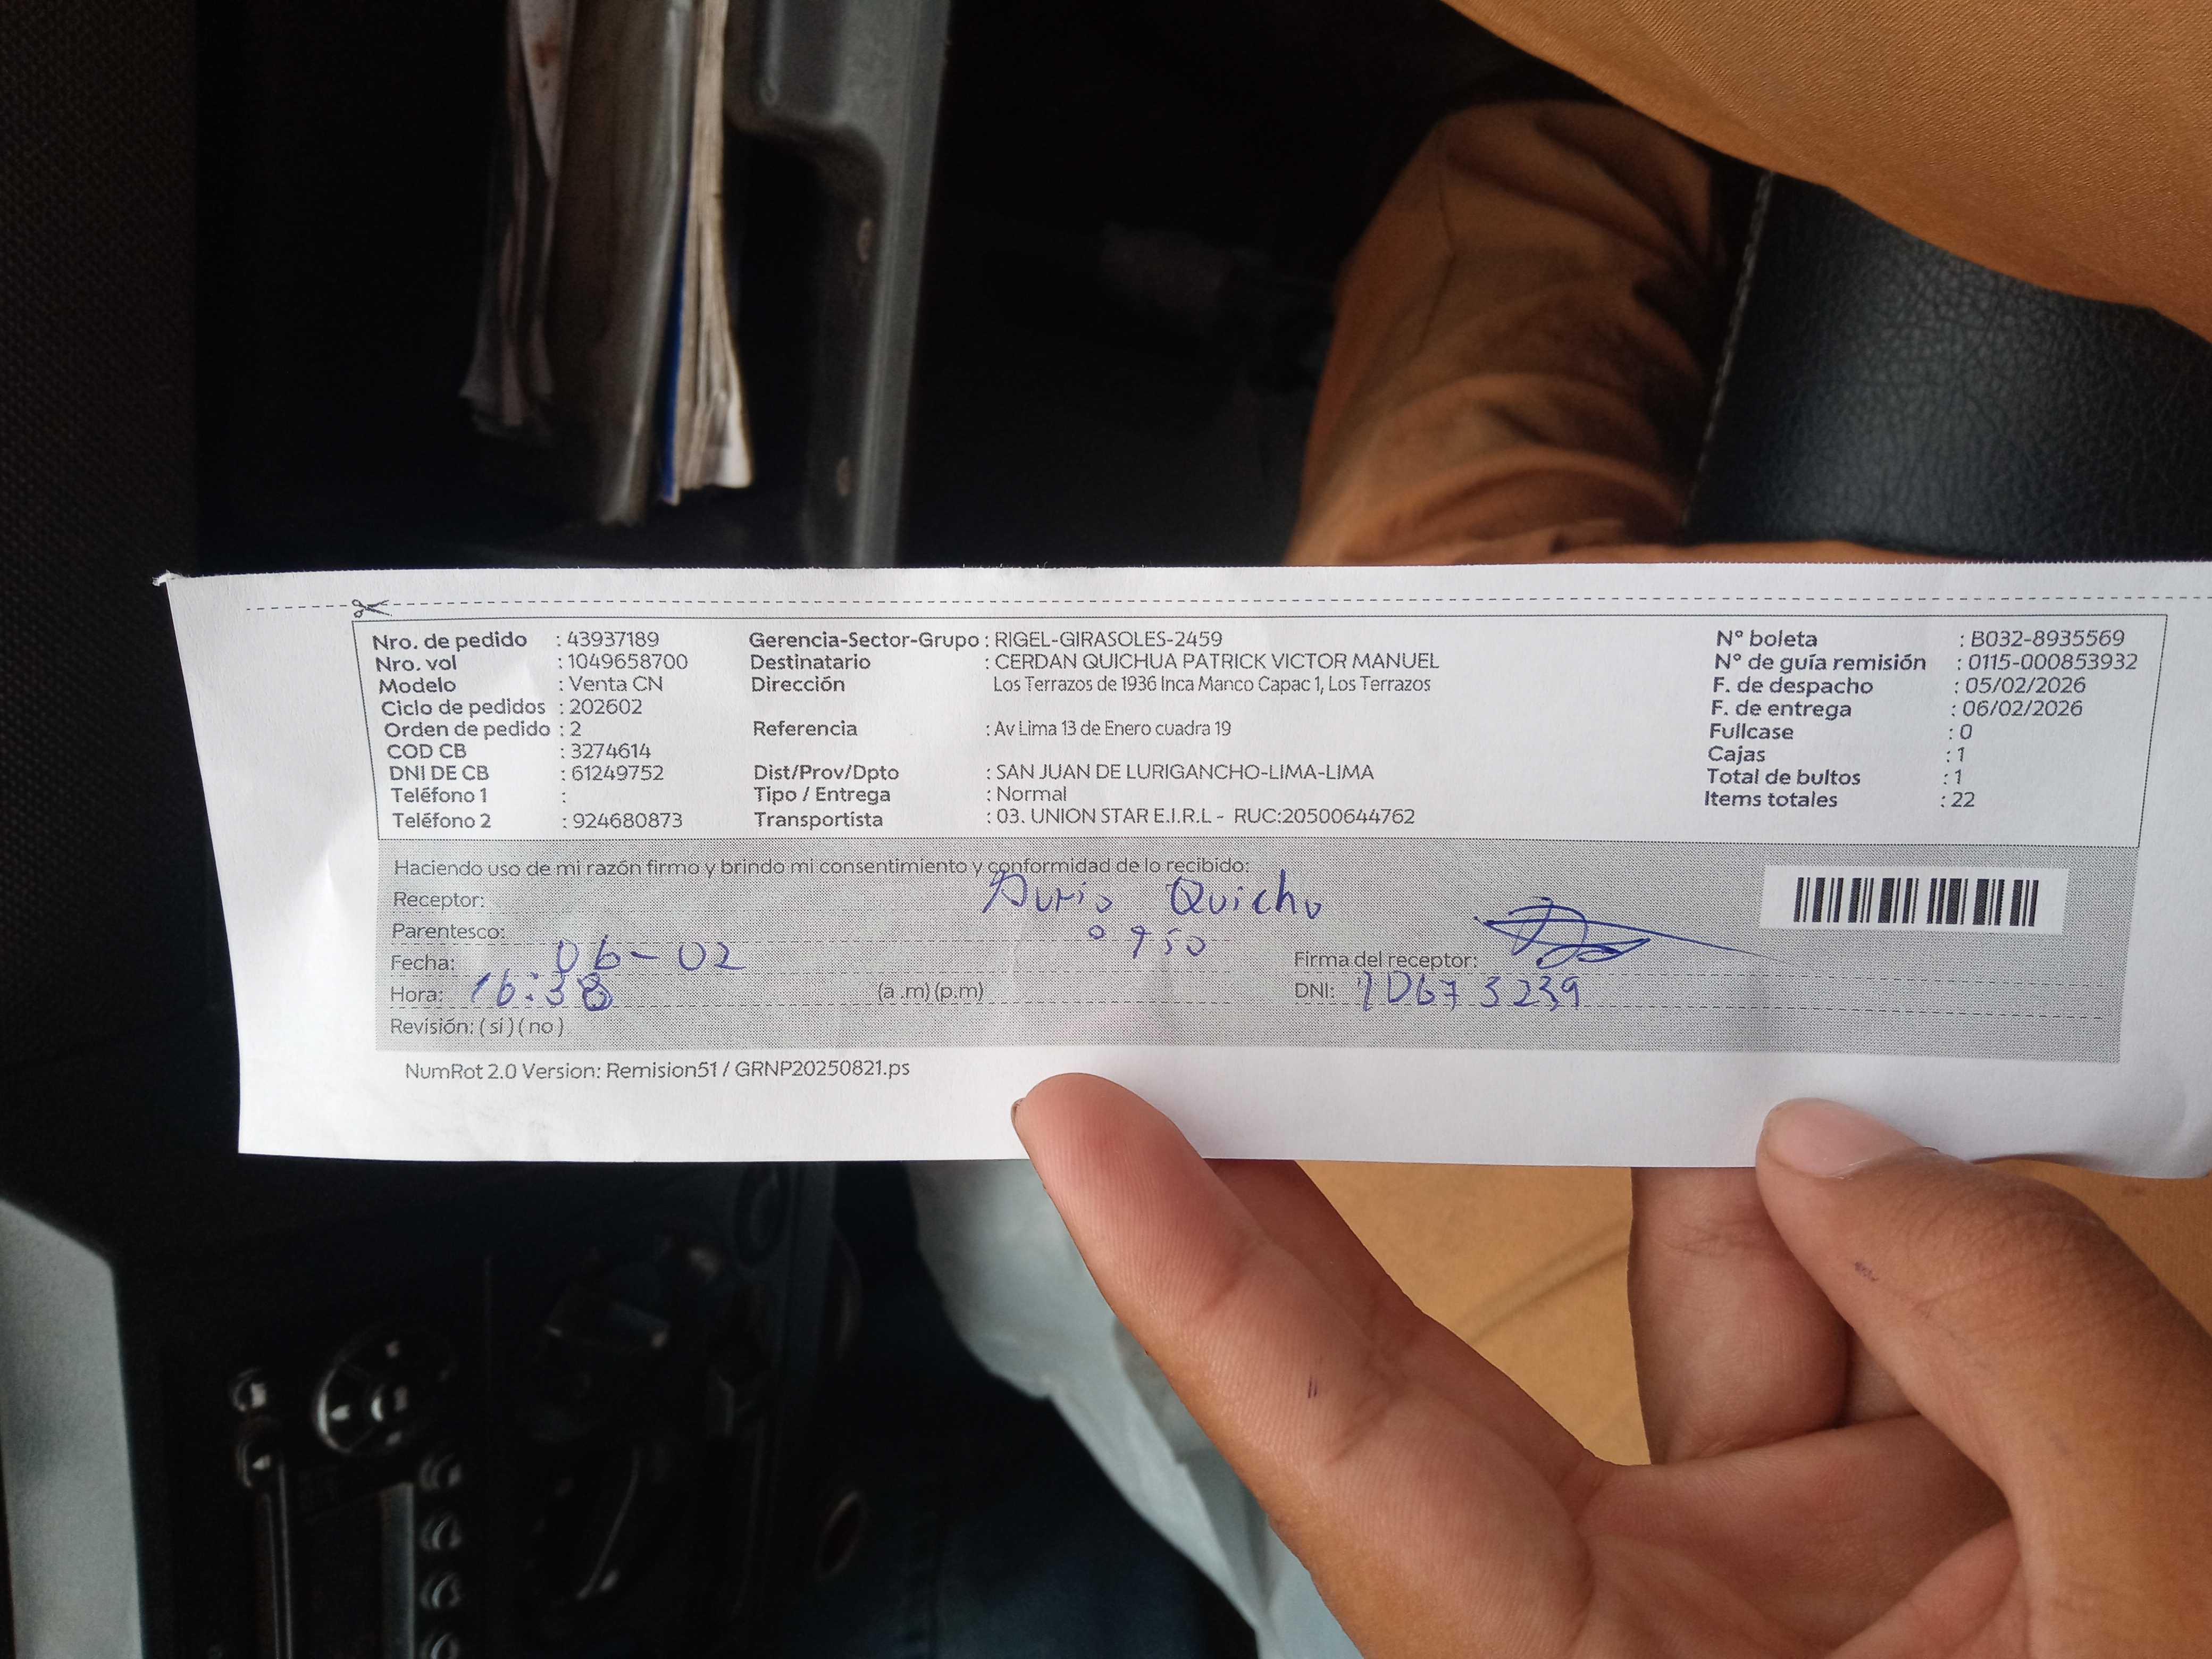 Nro. de pedido : 43937189 Gerencia-Sector-Grupo : RIGEL-GIRASOLES-2459 N° boleta : B032-8935569
Nro. vol : 1049658700 Destinatario : CERDAN QUICHUA PATRICK VICTOR MANUEL N° de guía remisión : 0115-000853932
Modelo : Venta CN Dirección Los Terrazos de 1936 Inca Manco Capac 1, Los Terrazos F. de despacho : 05/02/2026
Ciclo de pedidos : 202602 F. de entrega : 06/02/2026
Orden de pedido : 2 Referencia : Av Lima 13 de Enero cuadra 19 Fullcase : 0
COD CB : 3274614 Cajas : 1
DNI DE CB : 61249752 Dist/Prov/Dpto : SAN JUAN DE LURIGANCHO-LIMA-LIMA Total de bultos : 1
Teléfono 1 : Tipo / Entrega : Normal Items totales : 22
Teléfono 2 : 924680873 Transportista : 03. UNION STAR E.I.R.L - RUC:20500644762
Haciendo uso de mi razón firmo y brindo mi consentimiento y conformidad de lo recibido:
Receptor: Quichu
Parentesco:
Fecha: 06-02 Firma del receptor:
Hora: 16:38 (a .m) (p.m) DNI:
Revisión: ( si ) ( no )
NumRot 2.0 Version: Remision51 / GRNP20250821.ps